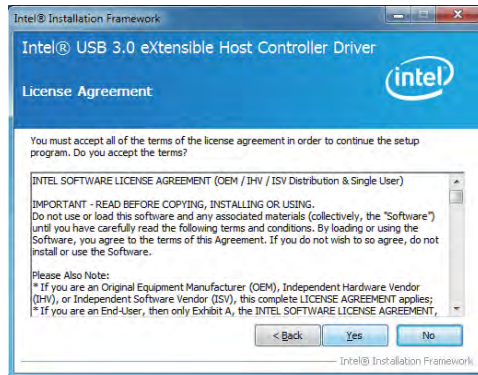 Intel® Installation Framework
Intel® USB 3.0 eXtensible Host Controller Driver
License Agreement
intel
You must accept all of the terms of the license agreement in order to continue the setup
program. Do you accept the terms?
INTEL SOFTWARE LICENSE AGREEMENT (OEM / IHV / ISV Distribution & Single User)
IMPORTANT - READ BEFORE COPYING, INSTALLING OR USING.
Do not use or load this software and any associated materials (collectively, the "Software")
until you have carefully read the following terms and conditions. By loading or using the
Software, you agree to the terms of this Agreement. If you do not wish to so agree, do not
install or use the Software.
Please Also Note:
* If you are an Original Equipment Manufacturer (OEM), Independent Hardware Vendor
(IHV), or Independent Software Vendor (ISV), this complete LICENSE AGREEMENT applies;
* If you are an End-User, then only Exhibit A, the INTEL SOFTWARE LICENSE AGREEMENT,
< Back Yes No
Intel® Installation Framework